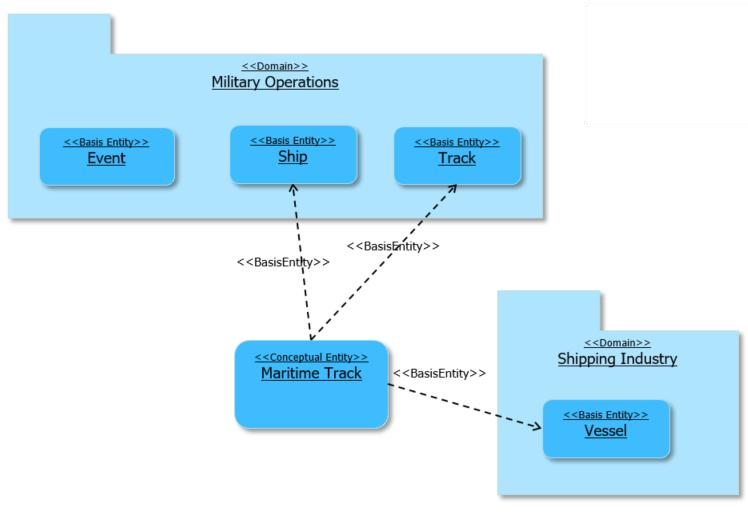 <<Domain>>
Military Operations
<<Basis Entity>>
Event
<<Basis Entity>>
Ship
<<Basis Entity>>
Track
<<BasisEntity>>
<<BasisEntity>>
<<Conceptual Entity>>
Maritime Track
<<BasisEntity>>
<<Domain>>
Shipping Industry
<<Basis Entity>>
Vessel